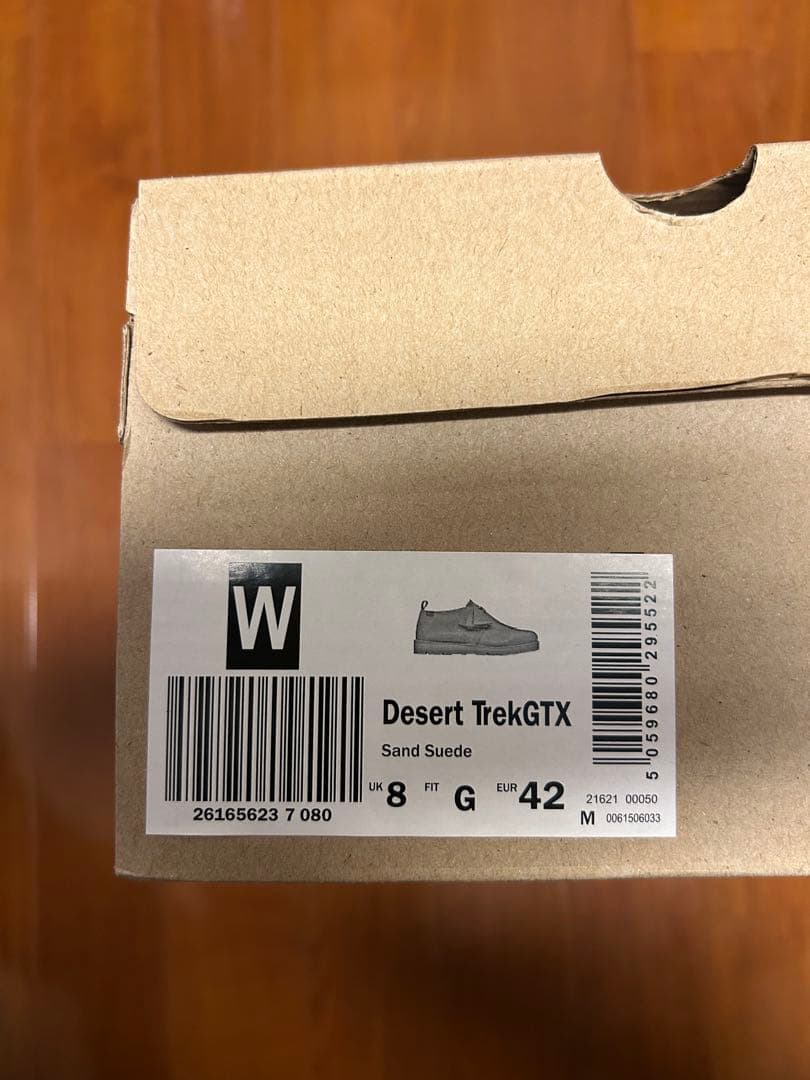 W
26165623 7 080
Desert TrekGTX
Sand Suede
UK 8 FIT G EUR 42
21621 00050
M 0061506033
5 059680 295522